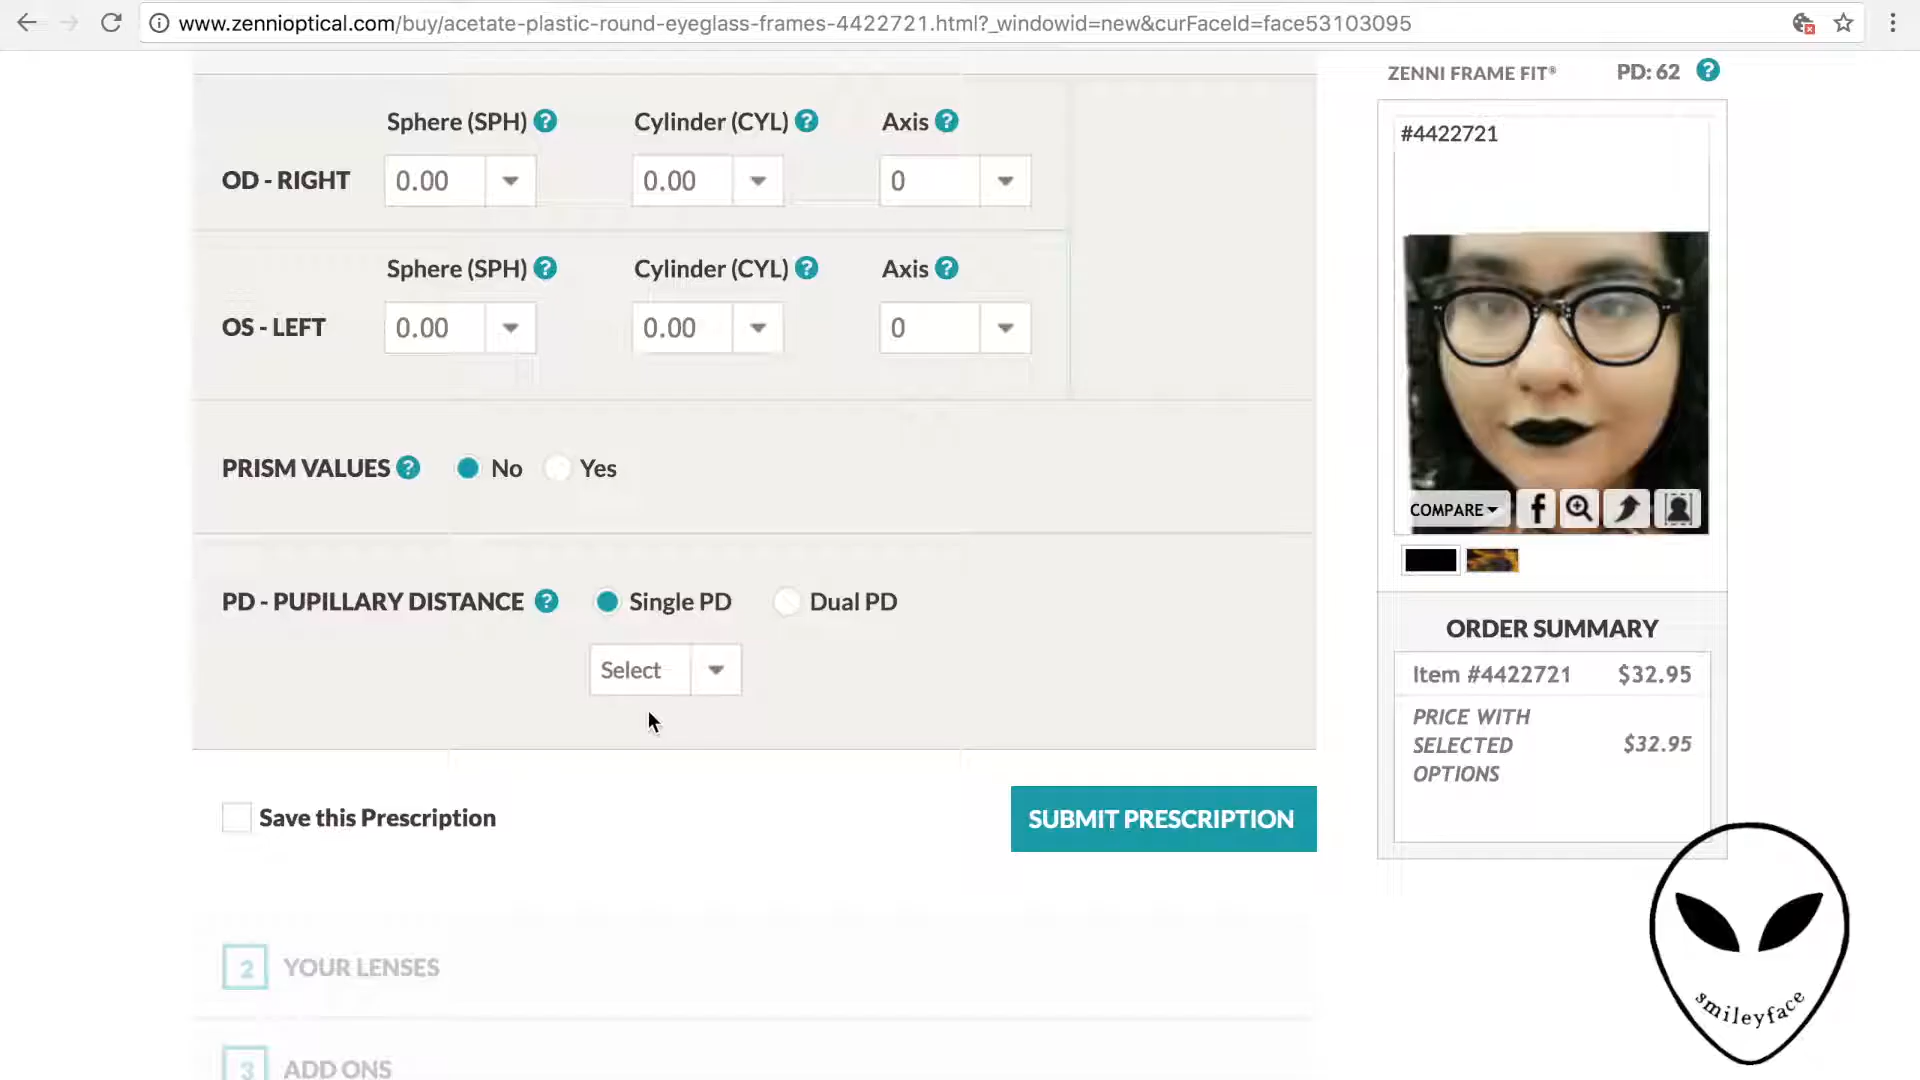 www.zennioptical.com/buy/acetate-plastic-round-eyeglass-frames-4422721.html?_windowid=new&curFaceId=face53103095
ZENNI FRAME FIT® PD: 62 ?
Sphere (SPH) ? Cylinder (CYL) ? Axis ?
OD - RIGHT 0.00 0.00 0
Sphere (SPH) ? Cylinder (CYL) ? Axis ?
OS - LEFT 0.00 0.00 0
PRISM VALUES ? No Yes
PD - PUPILLARY DISTANCE ? Single PD Dual PD
Select
Save this Prescription
SUBMIT PRESCRIPTION
2 YOUR LENSES
3 ADD ONS
#4422721
COMPARE f
ORDER SUMMARY
Item #4422721 $32.95
PRICE WITH
SELECTED $32.95
OPTIONS
smileyface